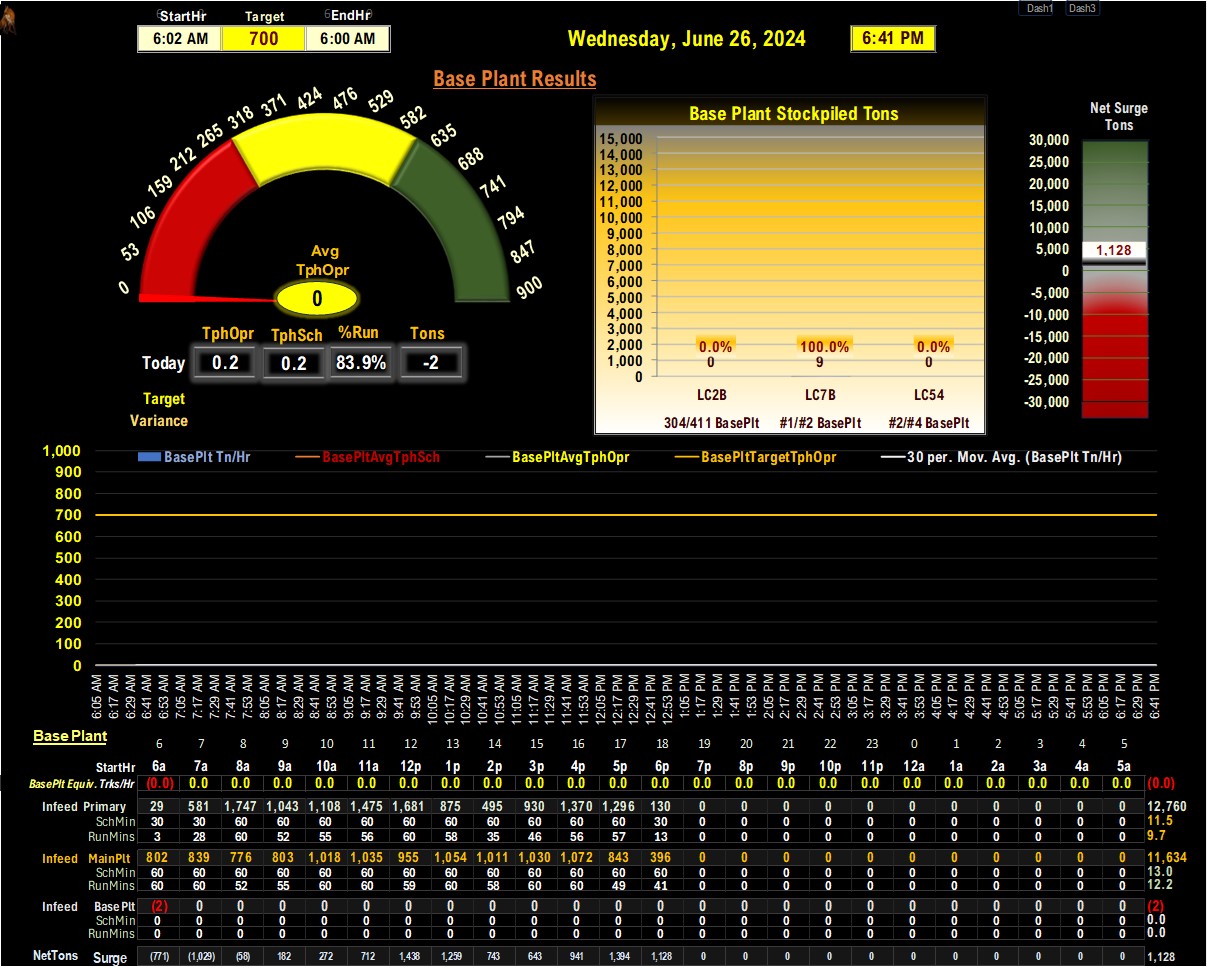 Dash1 Dash3
StartHr Target EndHr
6:02 AM 700 6:00 AM
Wednesday, June 26, 2024 6:41 PM
Base Plant Results
0 53 106 159 212 265 318 371 424 476 529 582 635 688 741 794 847 900
Avg
TphOpr
0
TphOpr TphSch %Run Tons
Today 0.2 0.2 83.9% -2
Target
Variance
Base Plant Stockpiled Tons
15,000
14,000
13,000
12,000
11,000
10,000
9,000
8,000
7,000
6,000
5,000
4,000
3,000
2,000
1,000
0
0.0% 100.0% 0.0%
0 9 0
LC2B LC7B LC54
304/411 BasePlt #1/#2 BasePlt #2/#4 BasePlt
Net Surge
Tons
30,000
25,000
20,000
15,000
10,000
5,000
0
-5,000
-10,000
-15,000
-20,000
-25,000
-30,000
1,128
BasePlt Tn/Hr BasePltAvgTphSch BasePltAvgTphOpr BasePltTargetTphOpr 30 per. Mov. Avg. (BasePlt Tn/Hr)
1,000
900
800
700
600
500
400
300
200
100
0
6:05 AM 6:17 AM 6:29 AM 6:41 AM 6:53 AM 7:05 AM 7:17 AM 7:29 AM 7:41 AM 7:53 AM 8:05 AM 8:17 AM 8:29 AM 8:41 AM 8:53 AM 9:05 AM 9:17 AM 9:29 AM 9:41 AM 9:53 AM 10:05 AM 10:17 AM 10:29 AM 10:41 AM 10:53 AM 11:05 AM 11:17 AM 11:29 AM 11:41 AM 11:53 AM 12:05 PM 12:17 PM 12:29 PM 12:41 PM 12:53 PM 1:05 PM 1:17 PM 1:29 PM 1:41 PM 1:53 PM 2:05 PM 2:17 PM 2:29 PM 2:41 PM 2:53 PM 3:05 PM 3:17 PM 3:29 PM 3:41 PM 3:53 PM 4:05 PM 4:17 PM 4:29 PM 4:41 PM 4:53 PM 5:05 PM 5:17 PM 5:29 PM 5:41 PM 5:53 PM 6:05 PM 6:17 PM 6:29 PM 6:41 PM
Base Plant 6 7 8 9 10 11 12 13 14 15 16 17 18 19 20 21 22 23 0 1 2 3 4 5
StartHr 6a 7a 8a 9a 10a 11a 12p 1p 2p 3p 4p 5p 6p 7p 8p 9p 10p 11p 12a 1a 2a 3a 4a 5a
BasePlt Equiv. Trks/Hr (0.0) 0.0 0.0 0.0 0.0 0.0 0.0 0.0 0.0 0.0 0.0 0.0 0.0 0.0 0.0 0.0 0.0 0.0 0.0 0.0 0.0 0.0 0.0 0.0 (0.0)
Infeed Primary 29 581 1,747 1,043 1,108 1,475 1,681 875 495 930 1,370 1,296 130 0 0 0 0 0 0 0 0 0 0 0 12,760
SchMin 30 30 60 60 60 60 60 60 60 60 60 60 30 0 0 0 0 0 0 0 0 0 0 0 11.5
RunMins 3 28 60 52 55 56 60 58 35 46 56 57 13 0 0 0 0 0 0 0 0 0 0 0 9.7
Infeed MainPlt 802 839 776 803 1,018 1,035 955 1,054 1,011 1,030 1,072 843 396 0 0 0 0 0 0 0 0 0 0 0 11,634
SchMin 60 60 60 60 60 60 60 60 60 60 60 60 60 0 0 0 0 0 0 0 0 0 0 0 13.0
RunMins 60 60 52 55 60 60 59 60 58 60 60 49 41 0 0 0 0 0 0 0 0 0 0 0 12.2
Infeed BasePlt (2) 0 0 0 0 0 0 0 0 0 0 0 0 0 0 0 0 0 0 0 0 0 0 0 (2)
SchMin 0 0 0 0 0 0 0 0 0 0 0 0 0 0 0 0 0 0 0 0 0 0 0 0 0.0
RunMins 0 0 0 0 0 0 0 0 0 0 0 0 0 0 0 0 0 0 0 0 0 0 0 0 0.0
NetTons Surge (771) (1,029) (58) 182 272 712 1,438 1,259 743 643 941 1,394 1,128 0 0 0 0 0 0 0 0 0 0 0 1,128